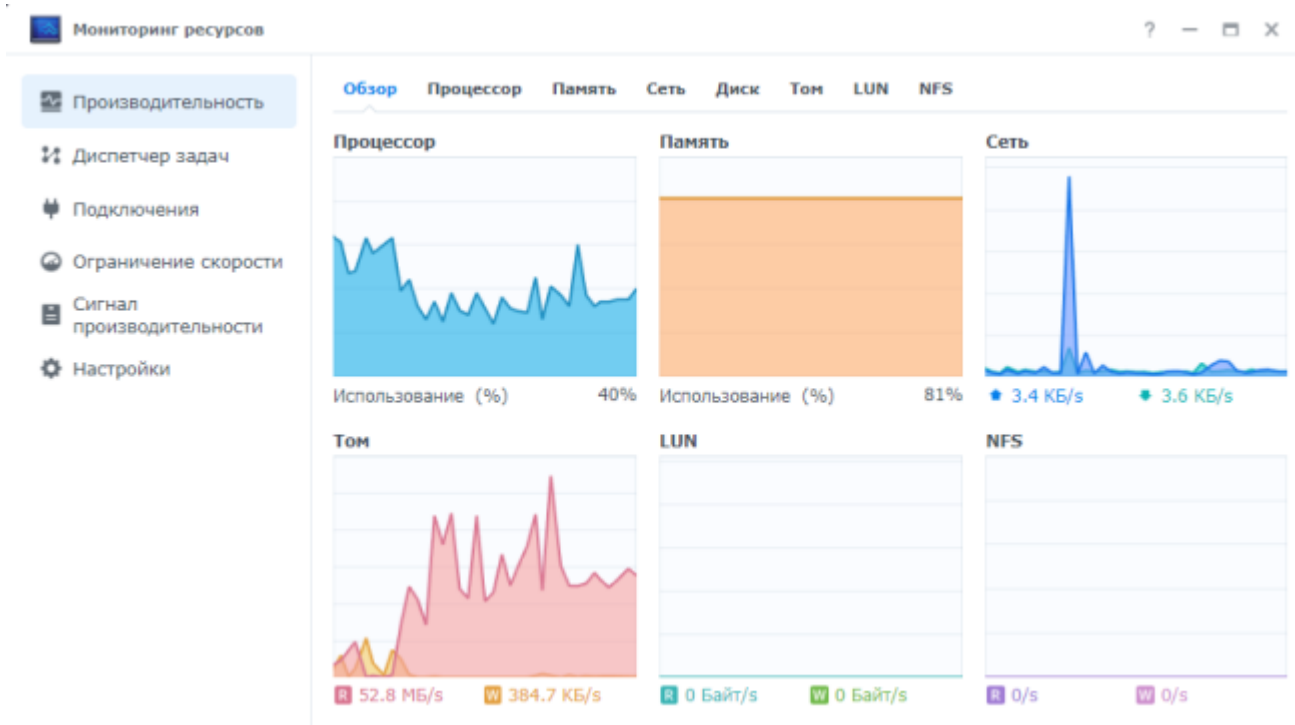 Мониторинг ресурсов
?
Производительность
Диспетчер задач
Подключения
Ограничение скорости
Сигнал
производительности
Настройки
Обзор Процессор Память Сеть Диск Том LUN NFS
Процессор Память Сеть
Использование (%) 40% Использование (%) 81% 3.4 КБ/s 3.6 КБ/s
Том LUN NFS
R 52.8 МБ/s W 384.7 КБ/s R 0 Байт/s W 0 Байт/s R 0/s W 0/s